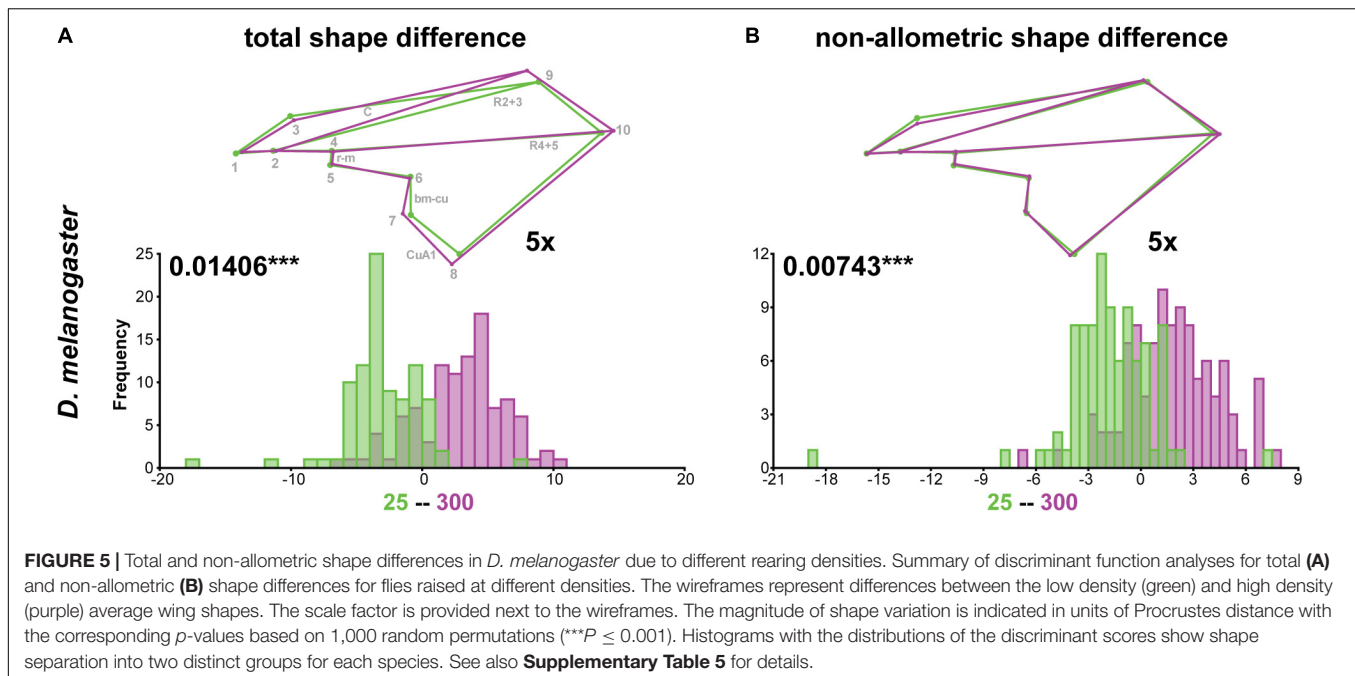 A
total shape difference
B
non-allometric shape difference
9
C
R2+3
3
10
4
R4+5
r-m
1
2
5
6
bm-cu
7
CuA1
8
5x
5x
D. melanogaster
0.01406***
Frequency
25
20
15
10
5
0
-20
-10
0
10
20
25 -- 300
0.00743***
12
9
6
3
0
-21
-18
-15
-12
-9
-6
-3
0
3
6
9
25 -- 300
FIGURE 5 | Total and non-allometric shape differences in D. melanogaster due to different rearing densities. Summary of discriminant function analyses for total (A)
and non-allometric (B) shape differences for flies raised at different densities. The wireframes represent differences between the low density (green) and high density
(purple) average wing shapes. The scale factor is provided next to the wireframes. The magnitude of shape variation is indicated in units of Procrustes distance with
the corresponding p-values based on 1,000 random permutations (***P ≤ 0.001). Histograms with the distributions of the discriminant scores show shape
separation into two distinct groups for each species. See also Supplementary Table 5 for details.